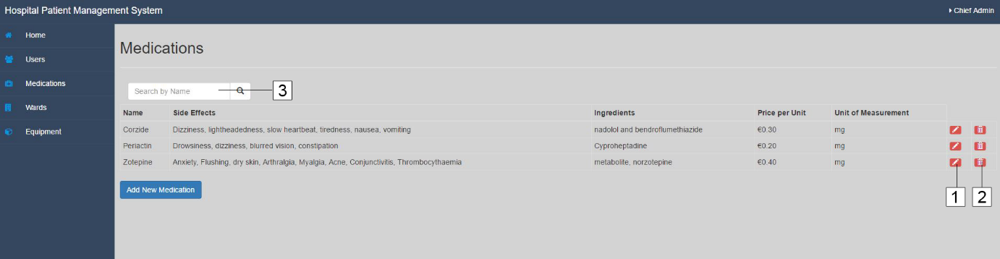 Hospital Patient Management System
Chief Admin
Home
Users
Medications
Wards
Equipment
Medications
Search by Name
3
Name Side Effects Ingredients Price per Unit Unit of Measurement
Corzide Dizziness, lightheadedness, slow heartbeat, tiredness, nausea, vomiting nadolol and bendroflumethiazide €0.30 mg
Periactin Drowsiness, dizziness, blurred vision, constipation Cyproheptadine €0.20 mg
Zotepine Anxiety, Flushing, dry skin, Arthralgia, Myalgia, Acne, Conjunctivitis, Thrombocythaemia metabolite, norzotepine €0.40 mg
Add New Medication
1 2